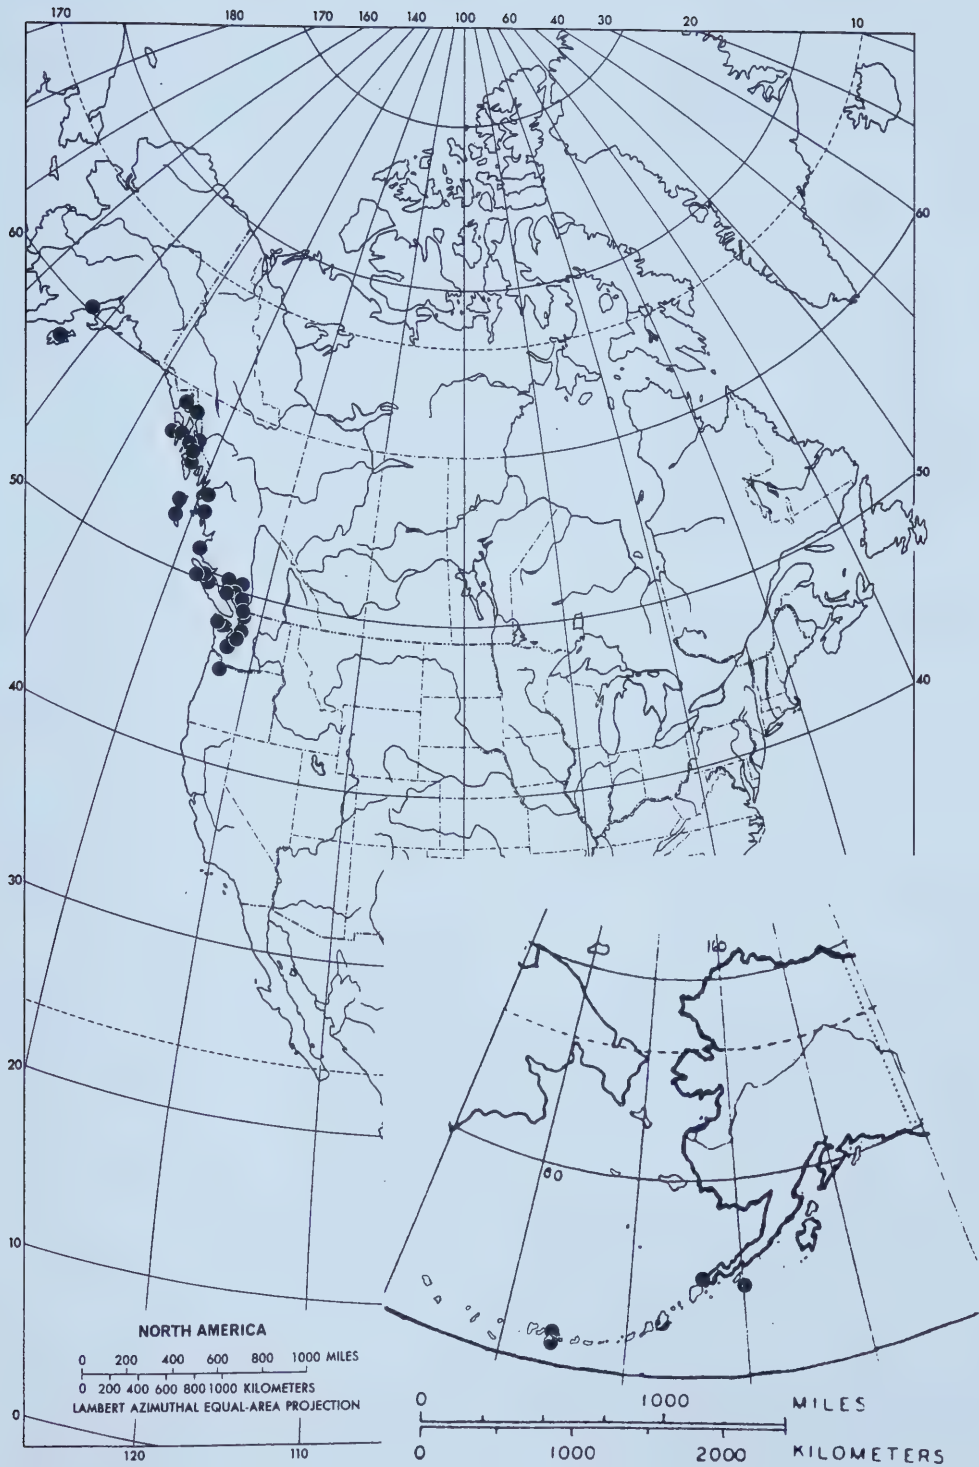 170 180 170 160 140 120 100 80 60 40 30 20 10
60 60
50 50
40 40
30
160
20
60
10
NORTH AMERICA
0 200 400 600 800 1000 MILES
0 200 400 600 800 1000 KILOMETERS
LAMBERT AZIMUTHAL EQUAL-AREA PROJECTION
0 1000 MILES
0 1000 2000 KILOMETERS
0
120 110